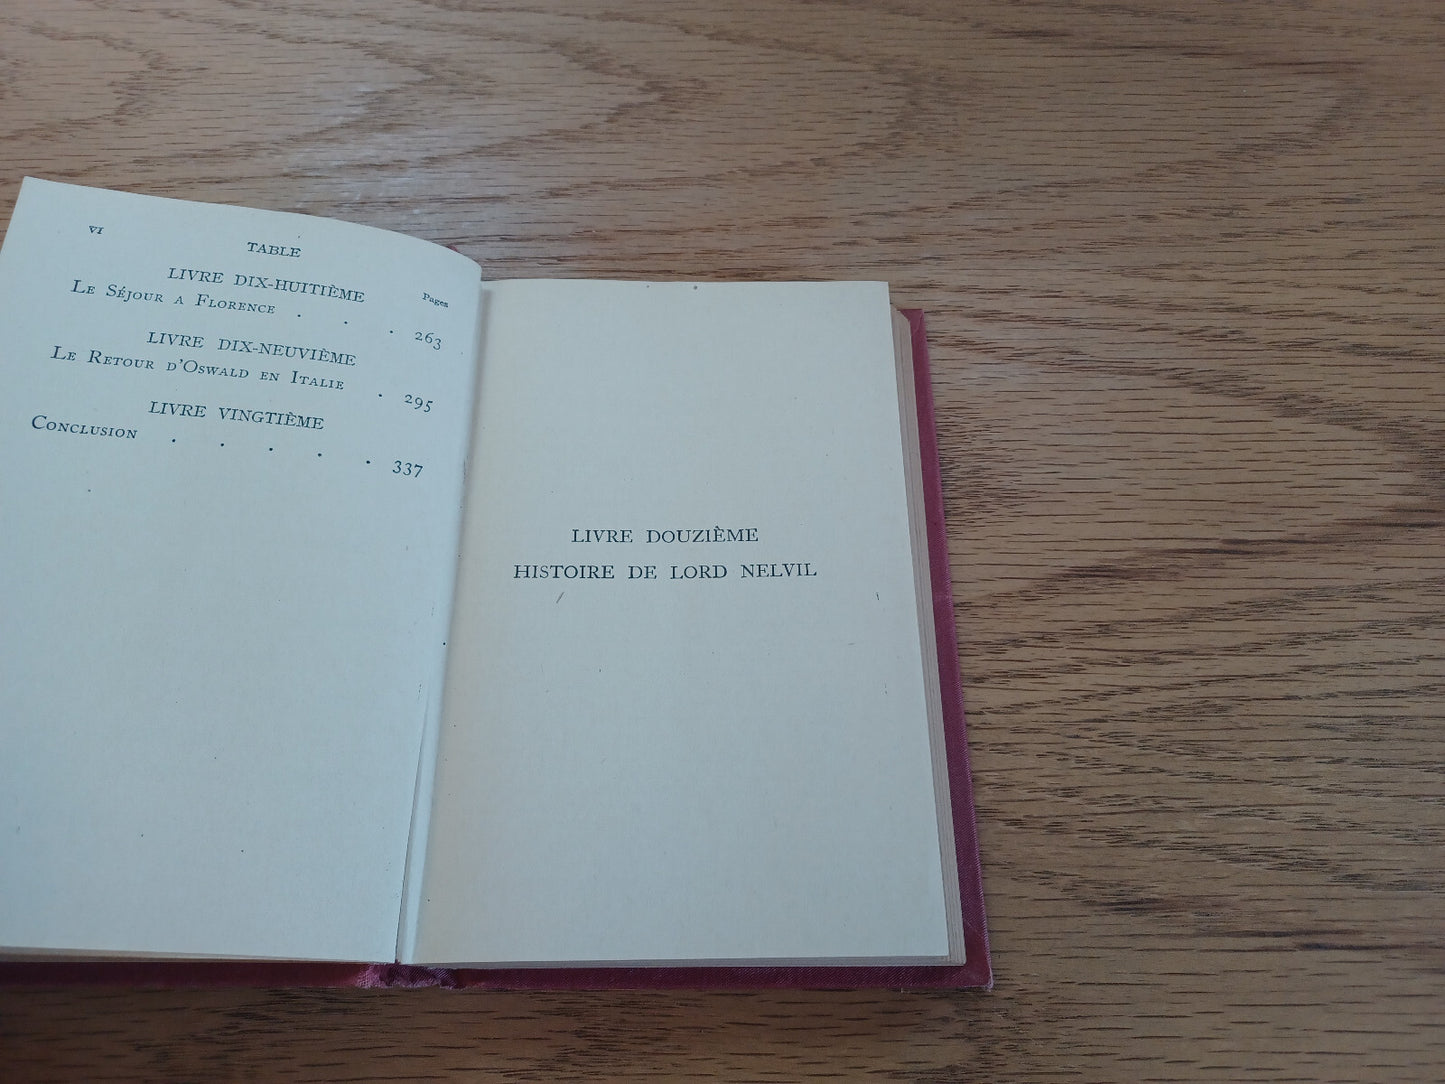 VI
TABLE
LIVRE DIX-HUITIÈME
Pages
LE SÉJOUR A FLORENCE . . . 263
LIVRE DIX-NEUVIÈME
LE RETOUR D'OSWALD EN ITALIE . 295
LIVRE VINGTIÈME
CONCLUSION . . . . . 337
LIVRE DOUZIÈME
HISTOIRE DE LORD NELVIL